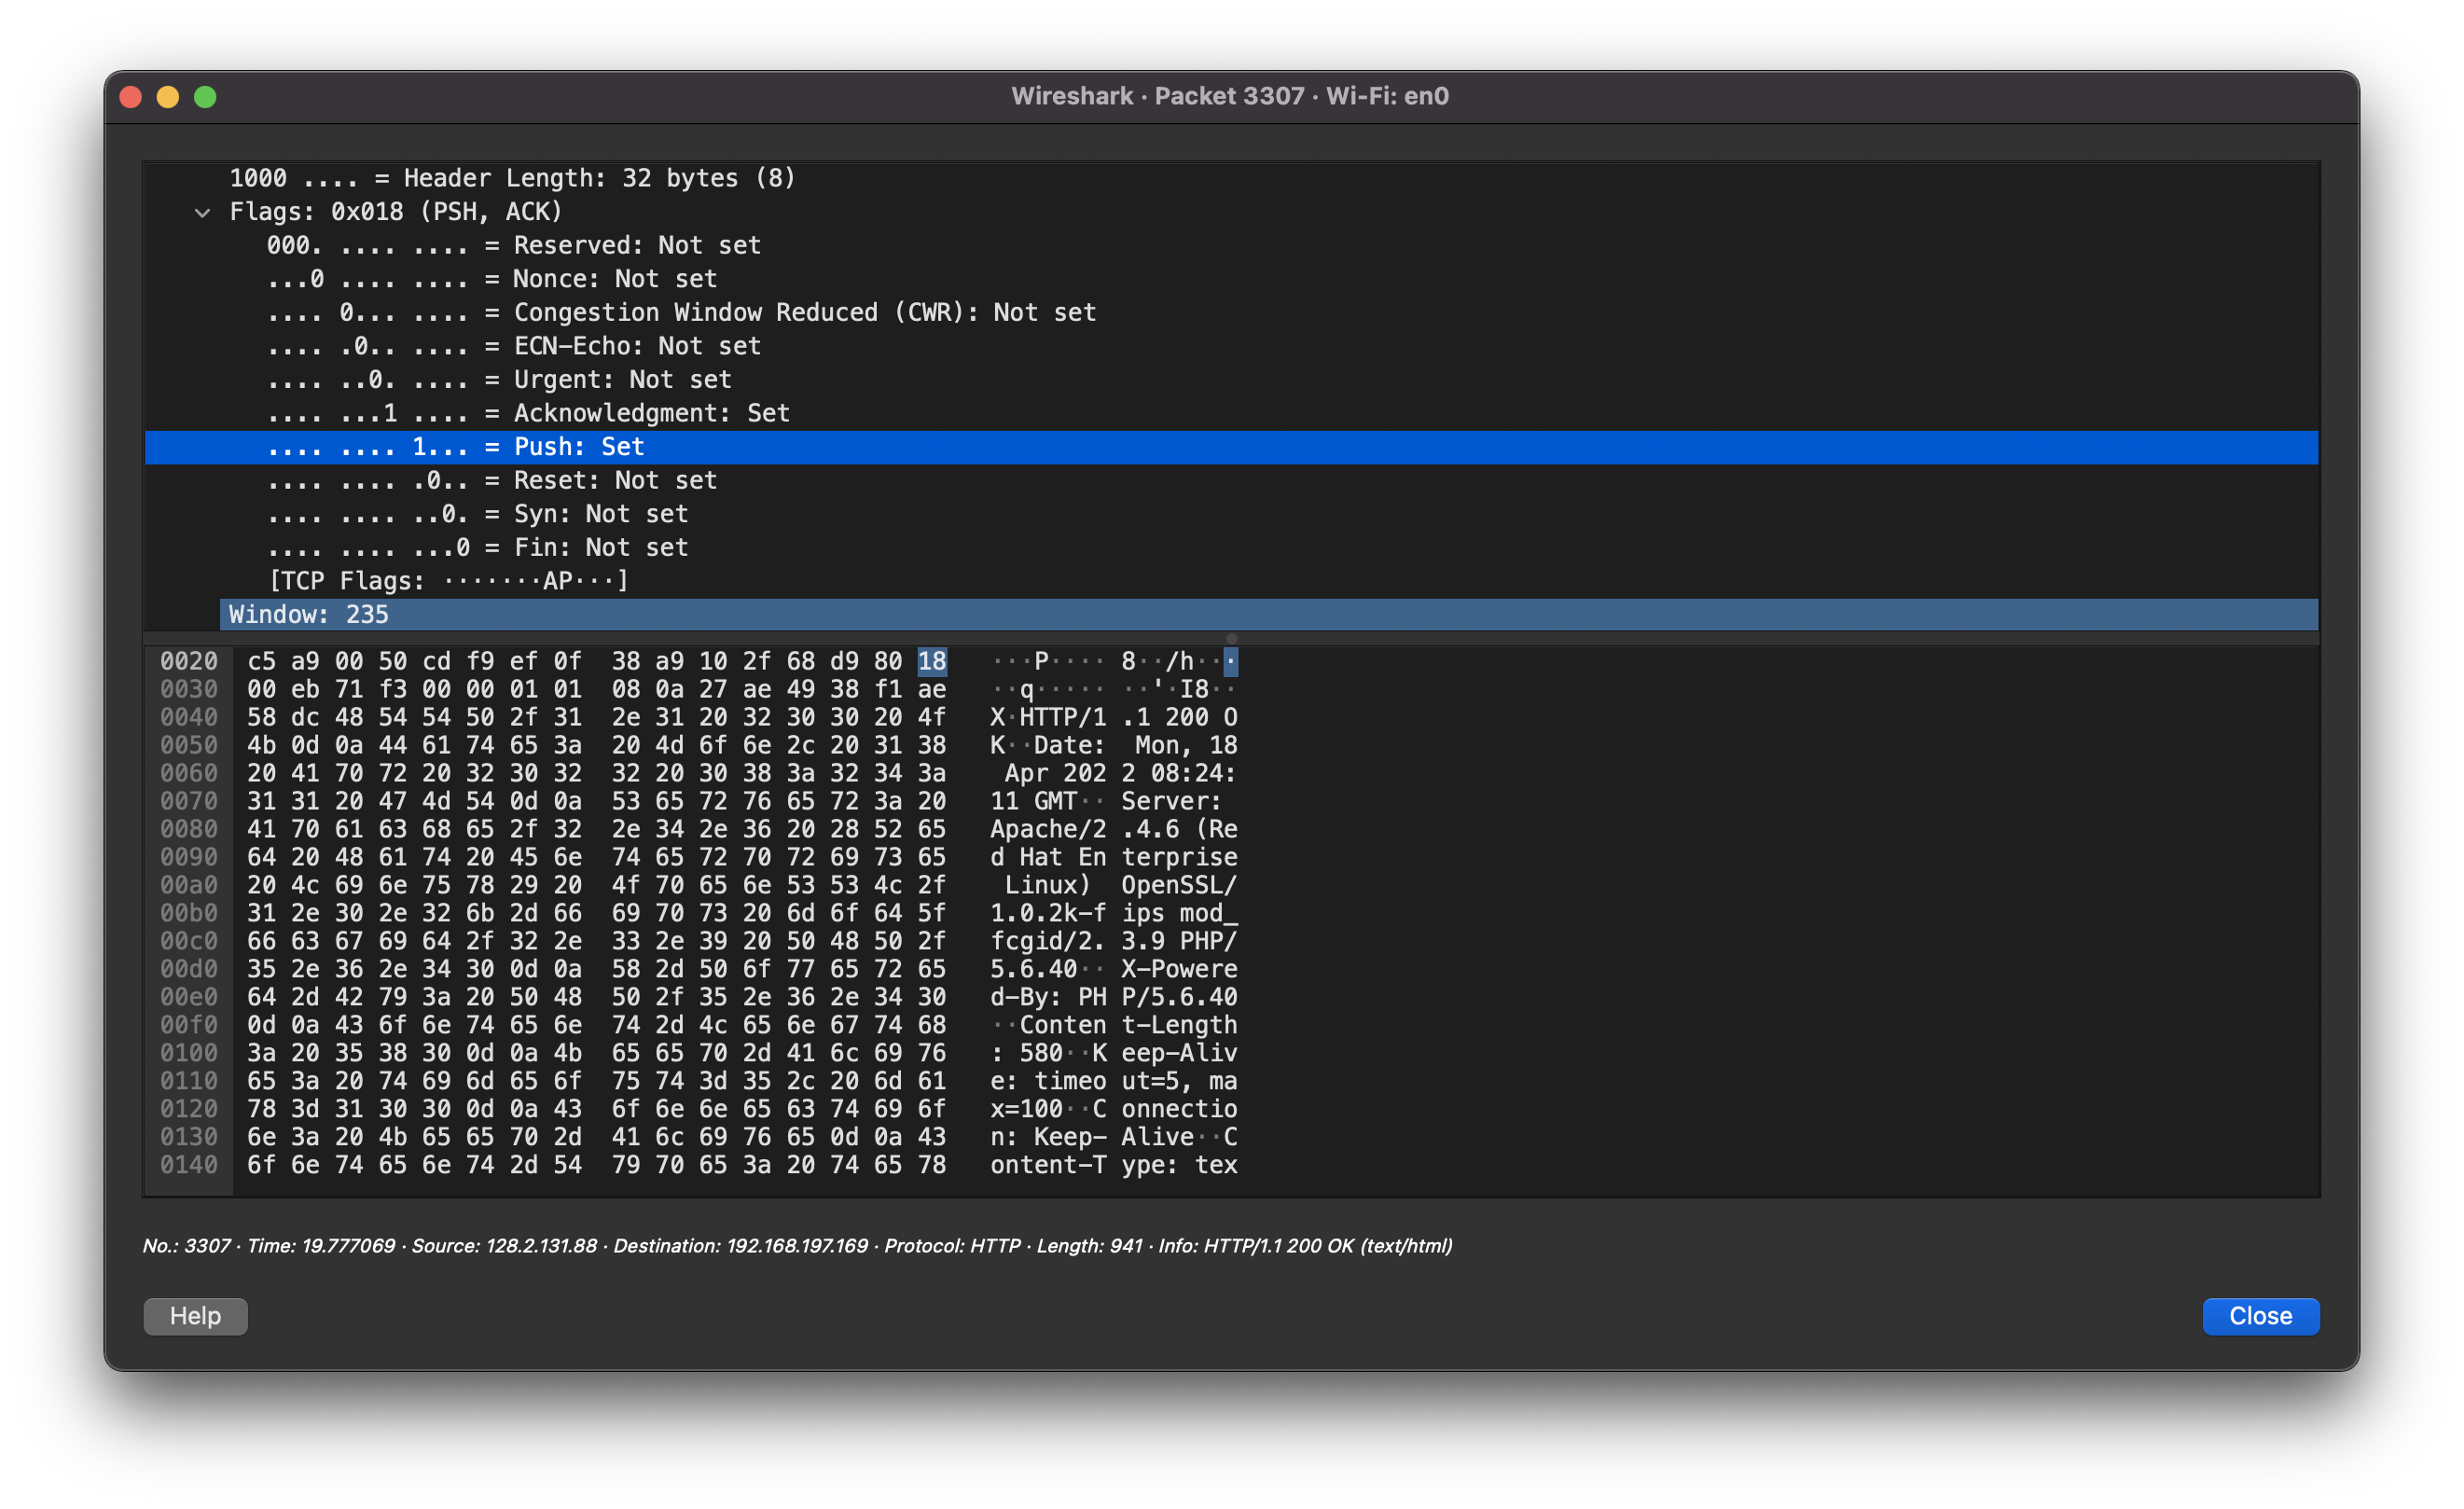 Wireshark · Packet 3307 · Wi-Fi: en0
1000 .... = Header Length: 32 bytes (8)
Flags: 0x018 (PSH, ACK)
000. .... .... = Reserved: Not set
...0 .... .... = Nonce: Not set
.... 0... .... = Congestion Window Reduced (CWR): Not set
.... .0.. .... = ECN-Echo: Not set
.... ..0. .... = Urgent: Not set
.... ...1 .... = Acknowledgment: Set
.... .... 1... = Push: Set
.... .... .0.. = Reset: Not set
.... .... ..0. = Syn: Not set
.... .... ...0 = Fin: Not set
[TCP Flags: ·······AP···]
Window: 235
0020 c5 a9 00 50 cd f9 ef 0f 38 a9 10 2f 68 d9 80 18 ···P···· 8··/h···
0030 00 eb 71 f3 00 00 01 01 08 0a 27 ae 49 38 f1 ae ··q····· ··'·I8··
0040 58 dc 48 54 54 50 2f 31 2e 31 20 32 30 30 20 4f X·HTTP/1 .1 200 O
0050 4b 0d 0a 44 61 74 65 3a 20 4d 6f 6e 2c 20 31 38 K··Date: Mon, 18
0060 20 41 70 72 20 32 30 32 32 20 30 38 3a 32 34 3a Apr 202 2 08:24:
0070 31 31 20 47 4d 54 0d 0a 53 65 72 76 65 72 3a 20 11 GMT·· Server:
0080 41 70 61 63 68 65 2f 32 2e 34 2e 36 20 28 52 65 Apache/2 .4.6 (Re
0090 64 20 48 61 74 20 45 6e 74 65 72 70 72 69 73 65 d Hat En terprise
00a0 20 4c 69 6e 75 78 29 20 4f 70 65 6e 53 53 4c 2f Linux) OpenSSL/
00b0 31 2e 30 2e 32 6b 2d 66 69 70 73 20 6d 6f 64 5f 1.0.2k-f ips mod_
00c0 66 63 67 69 64 2f 32 2e 33 2e 39 20 50 48 50 2f fcgid/2. 3.9 PHP/
00d0 35 2e 36 2e 34 30 0d 0a 58 2d 50 6f 77 65 72 65 5.6.40·· X-Powere
00e0 64 2d 42 79 3a 20 50 48 50 2f 35 2e 36 2e 34 30 d-By: PH P/5.6.40
00f0 0d 0a 43 6f 6e 74 65 6e 74 2d 4c 65 6e 67 74 68 ··Conten t-Length
0100 3a 20 35 38 30 0d 0a 4b 65 65 70 2d 41 6c 69 76 : 580··K eep-Aliv
0110 65 3a 20 74 69 6d 65 6f 75 74 3d 35 2c 20 6d 61 e: timeo ut=5, ma
0120 78 3d 31 30 30 0d 0a 43 6f 6e 6e 65 63 74 69 6f x=100··C onnectio
0130 6e 3a 20 4b 65 65 70 2d 41 6c 69 76 65 0d 0a 43 n: Keep- Alive··C
0140 6f 6e 74 65 6e 74 2d 54 79 70 65 3a 20 74 65 78 ontent-T ype: tex
No.: 3307 · Time: 19.777069 · Source: 128.2.131.88 · Destination: 192.168.197.169 · Protocol: HTTP · Length: 941 · Info: HTTP/1.1 200 OK (text/html)
Help
Close